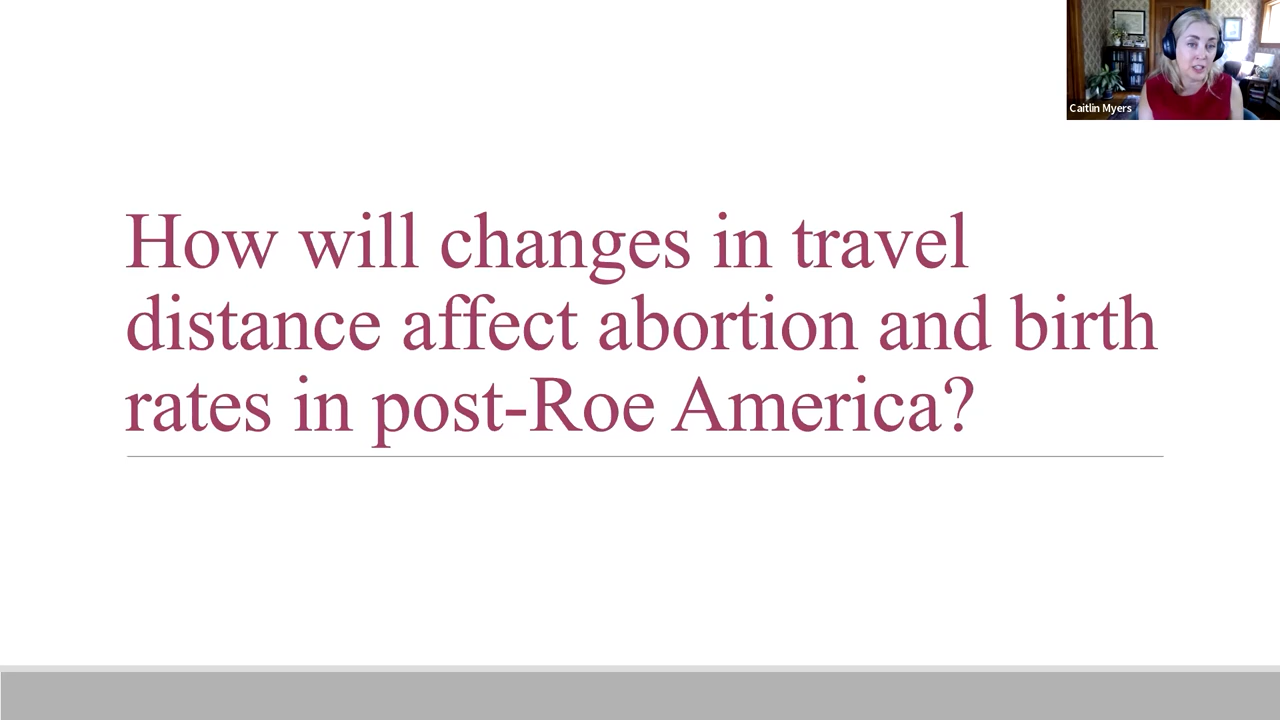 Caitlin Myers
How will changes in travel
distance affect abortion and birth
rates in post-Roe America?